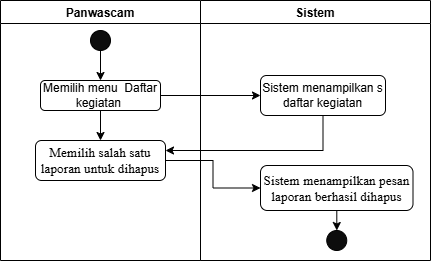 Panwascam
Sistem
Memilih menu Daftar
kegiatan
Sistem menampilkan s
daftar kegiatan
Memilih salah satu
laporan untuk dihapus
Sistem menampilkan pesan
laporan berhasil dihapus